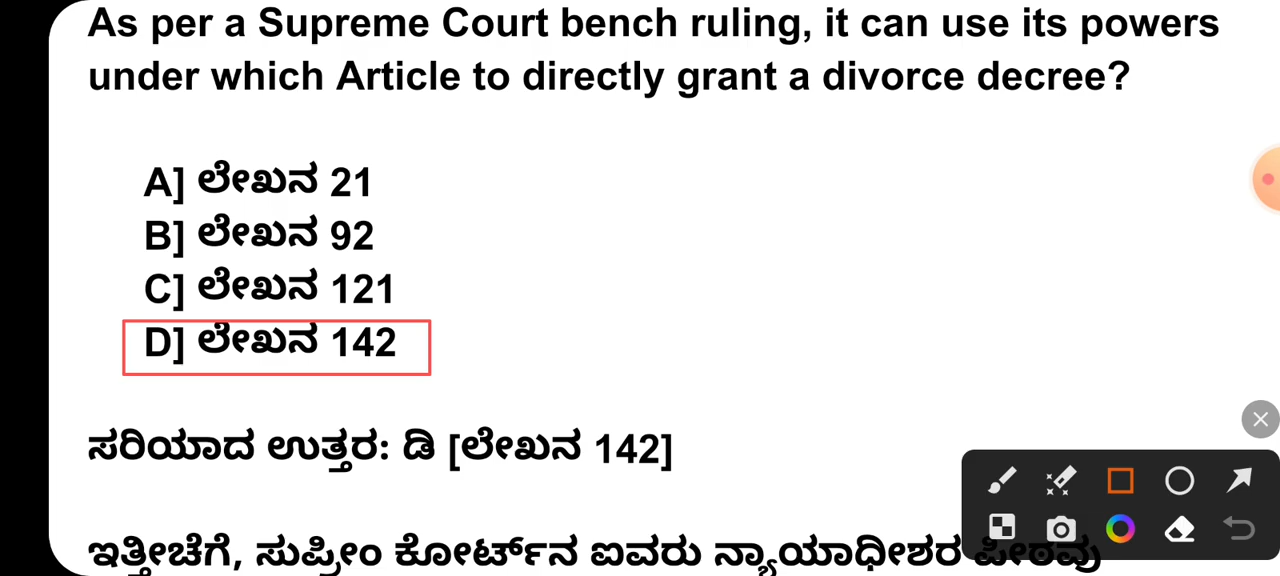 As per a Supreme Court bench ruling, it can use its powers
under which Article to directly grant a divorce decree?
A] ಲೇಖನ 21
B] ಲೇಖನ 92
C] ಲೇಖನ 121
D] ಲೇಖನ 142
ಸರಿಯಾದ ಉತ್ತರ: ಡಿ [ಲೇಖನ 142]
ಇತ್ತೀಚೆಗೆ, ಸುಪ್ರೀಂ ಕೋರ್ಟ್‌ನ ಐವರು ನ್ಯಾಯಾಧೀಶರ ಪೀಠವು